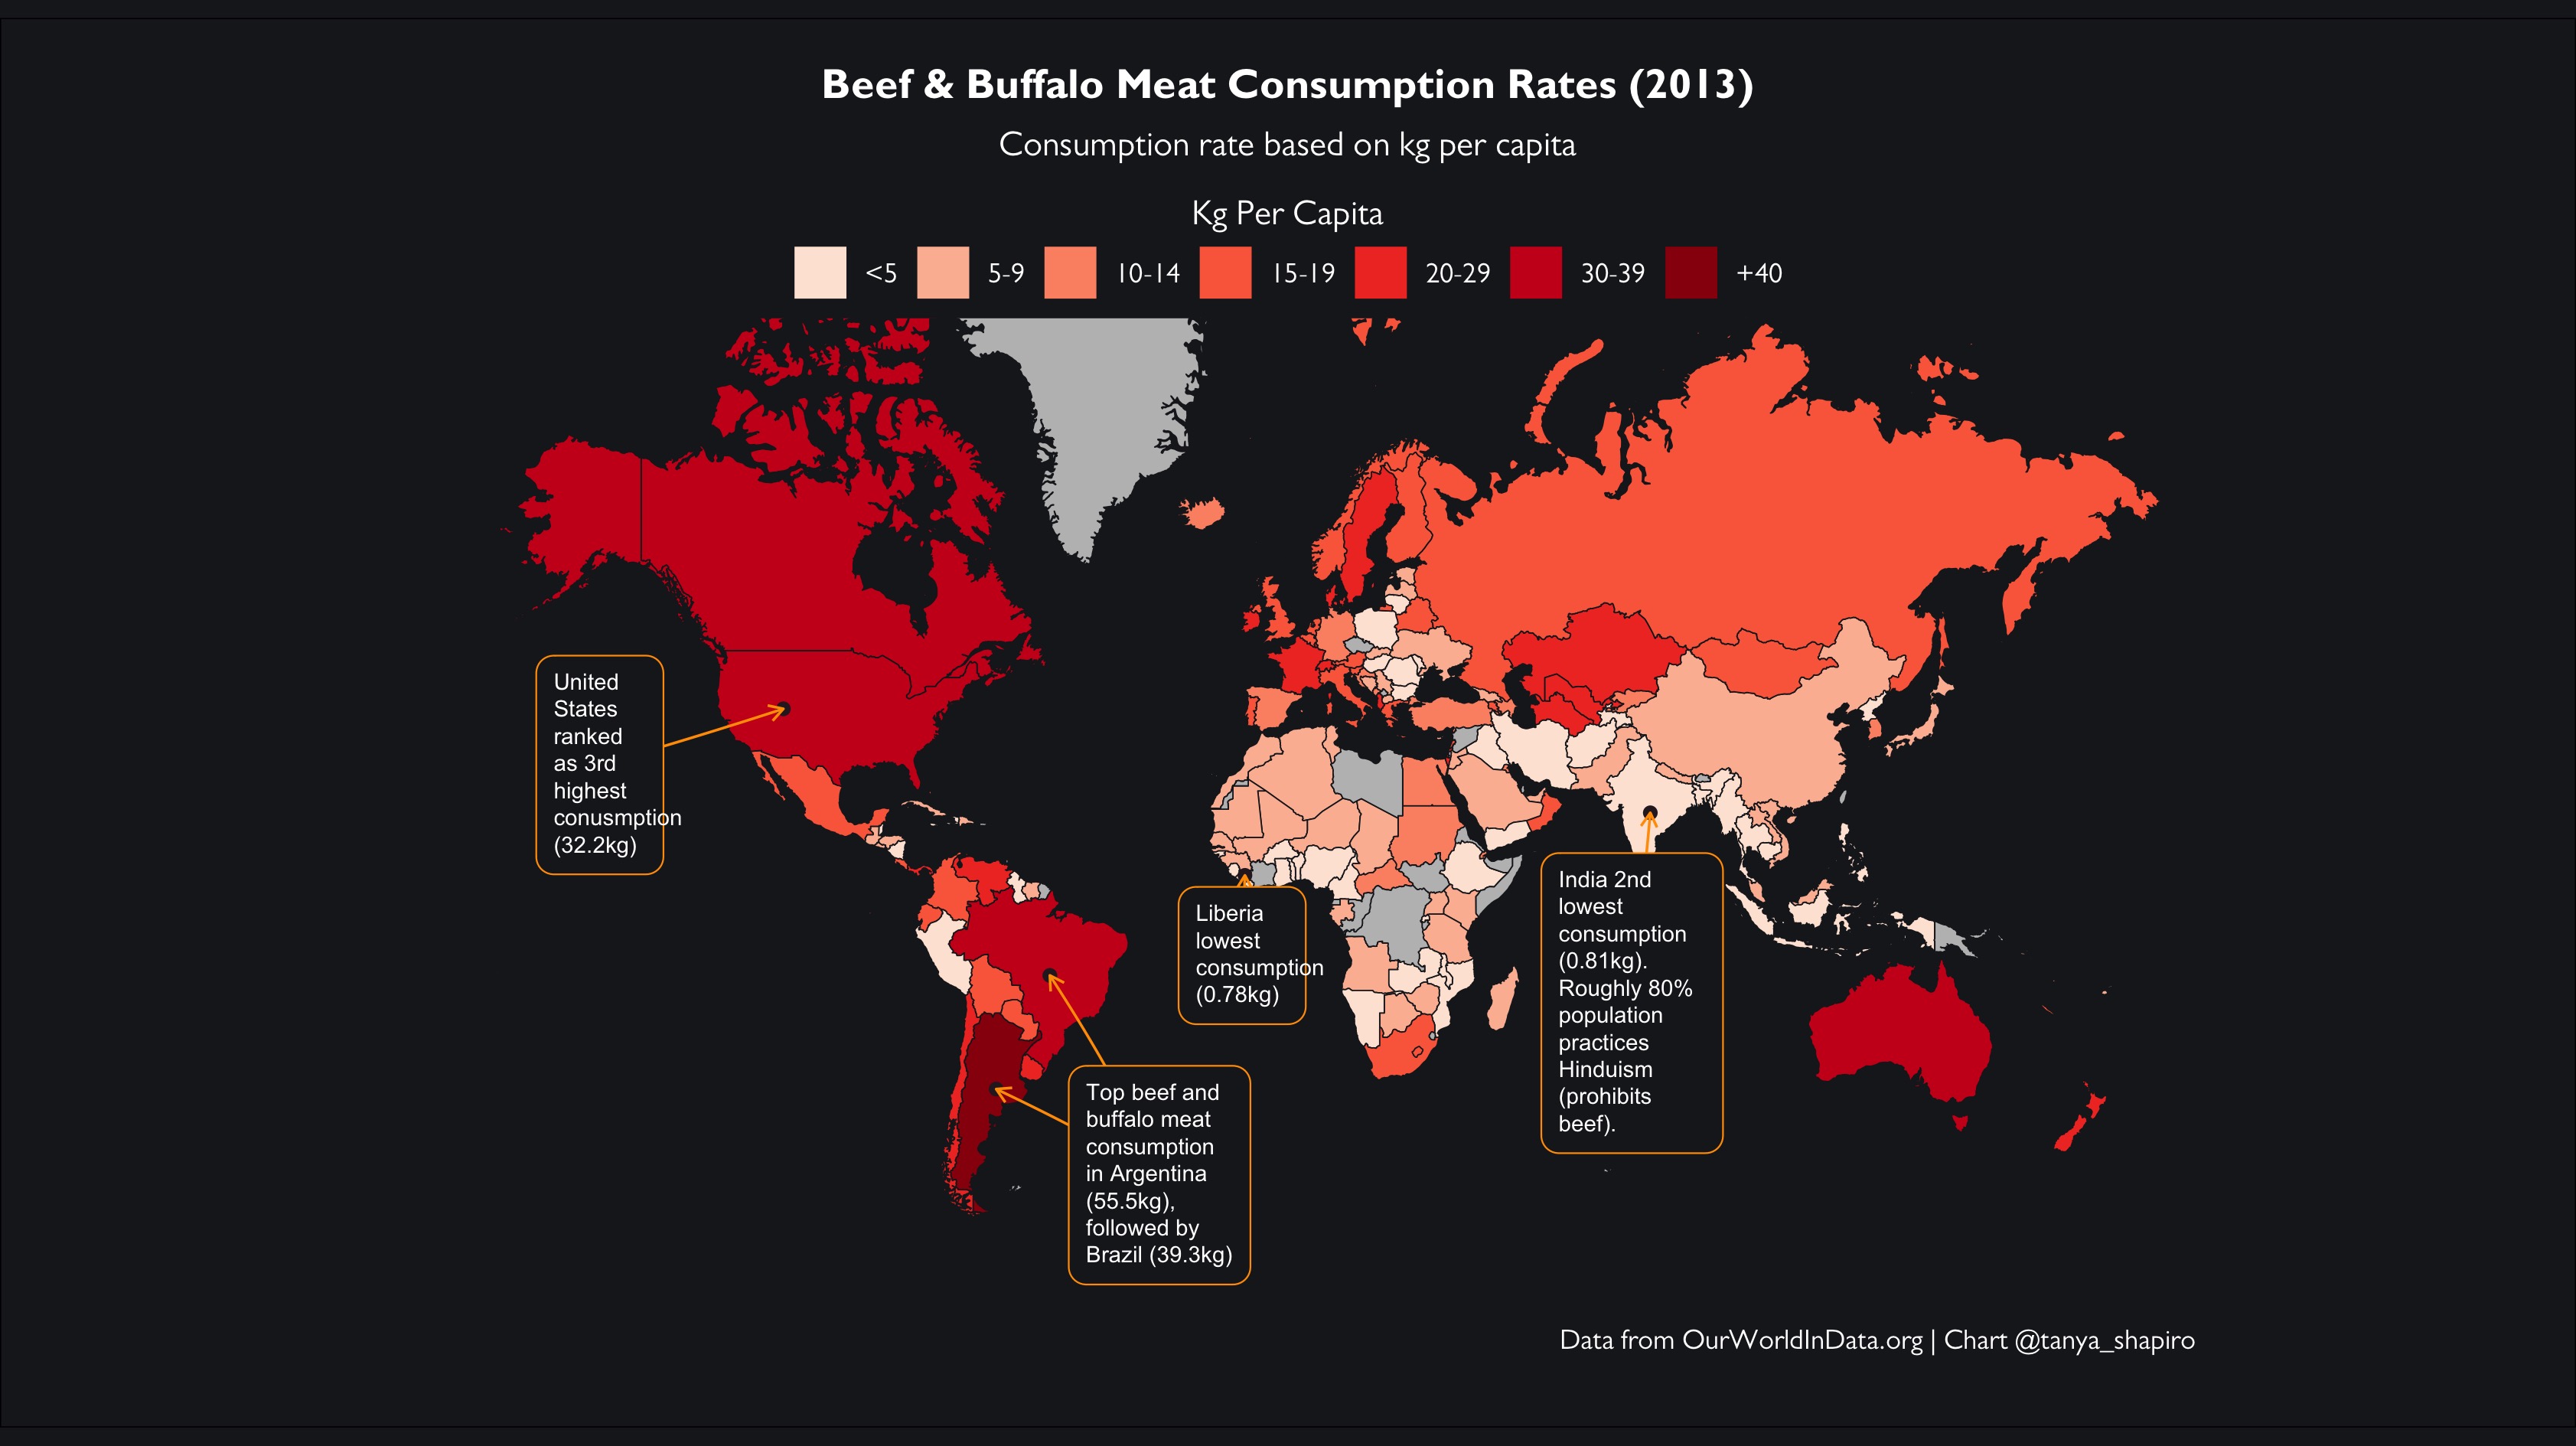 Beef & Buffalo Meat Consumption Rates (2013)
Consumption rate based on kg per capita
Kg Per Capita
<5 5-9 10-14 15-19 20-29 30-39 +40
United
States
ranked
as 3rd
highest
conusmption
(32.2kg)
Liberia
lowest
consumption
(0.78kg)
India 2nd
lowest
consumption
(0.81kg).
Roughly 80%
population
practices
Hinduism
(prohibits
beef).
Top beef and
buffalo meat
consumption
in Argentina
(55.5kg),
followed by
Brazil (39.3kg)
Data from OurWorldInData.org | Chart @tanya_shapiro